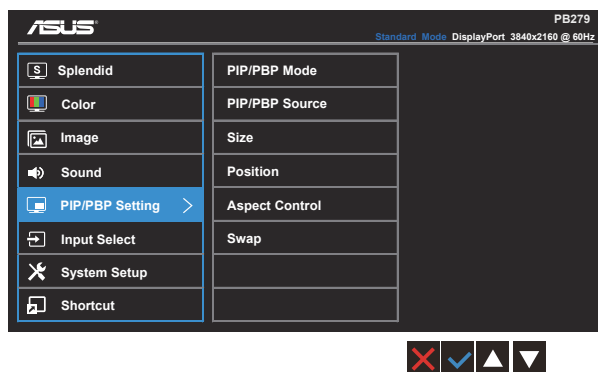 ASUS
PB279
Standard Mode DisplayPort 3840x2160 @ 60Hz
S Splendid
Color
Image
Sound
PIP/PBP Setting
Input Select
System Setup
Shortcut
PIP/PBP Mode
PIP/PBP Source
Size
Position
Aspect Control
Swap